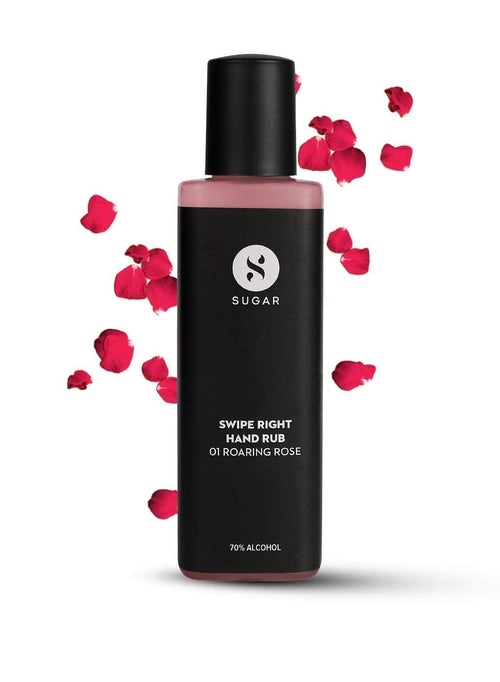 SUGAR
SWIPE RIGHT
HAND RUB
01 ROARING ROSE
70% ALCOHOL